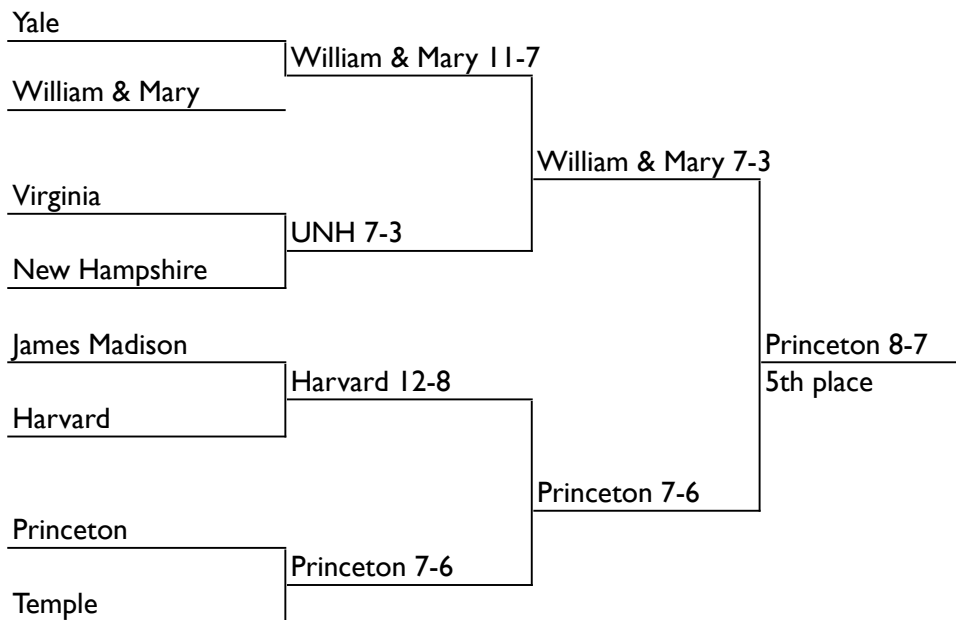 Yale
William & Mary 11-7
William & Mary
William & Mary 7-3
Virginia
UNH 7-3
New Hampshire
James Madison
Princeton 8-7
Harvard 12-8
5th place
Harvard
Princeton 7-6
Princeton
Princeton 7-6
Temple